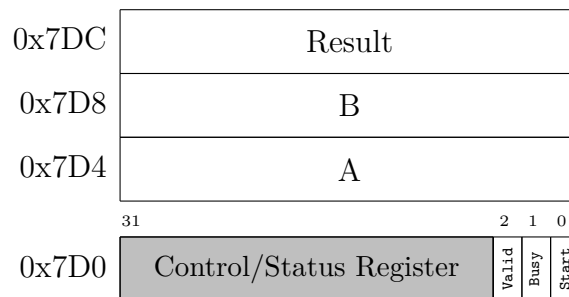 0x7DC Result
0x7D8 B
0x7D4 A
31 2 1 0
0x7D0 Control/Status Register Valid Busy Start